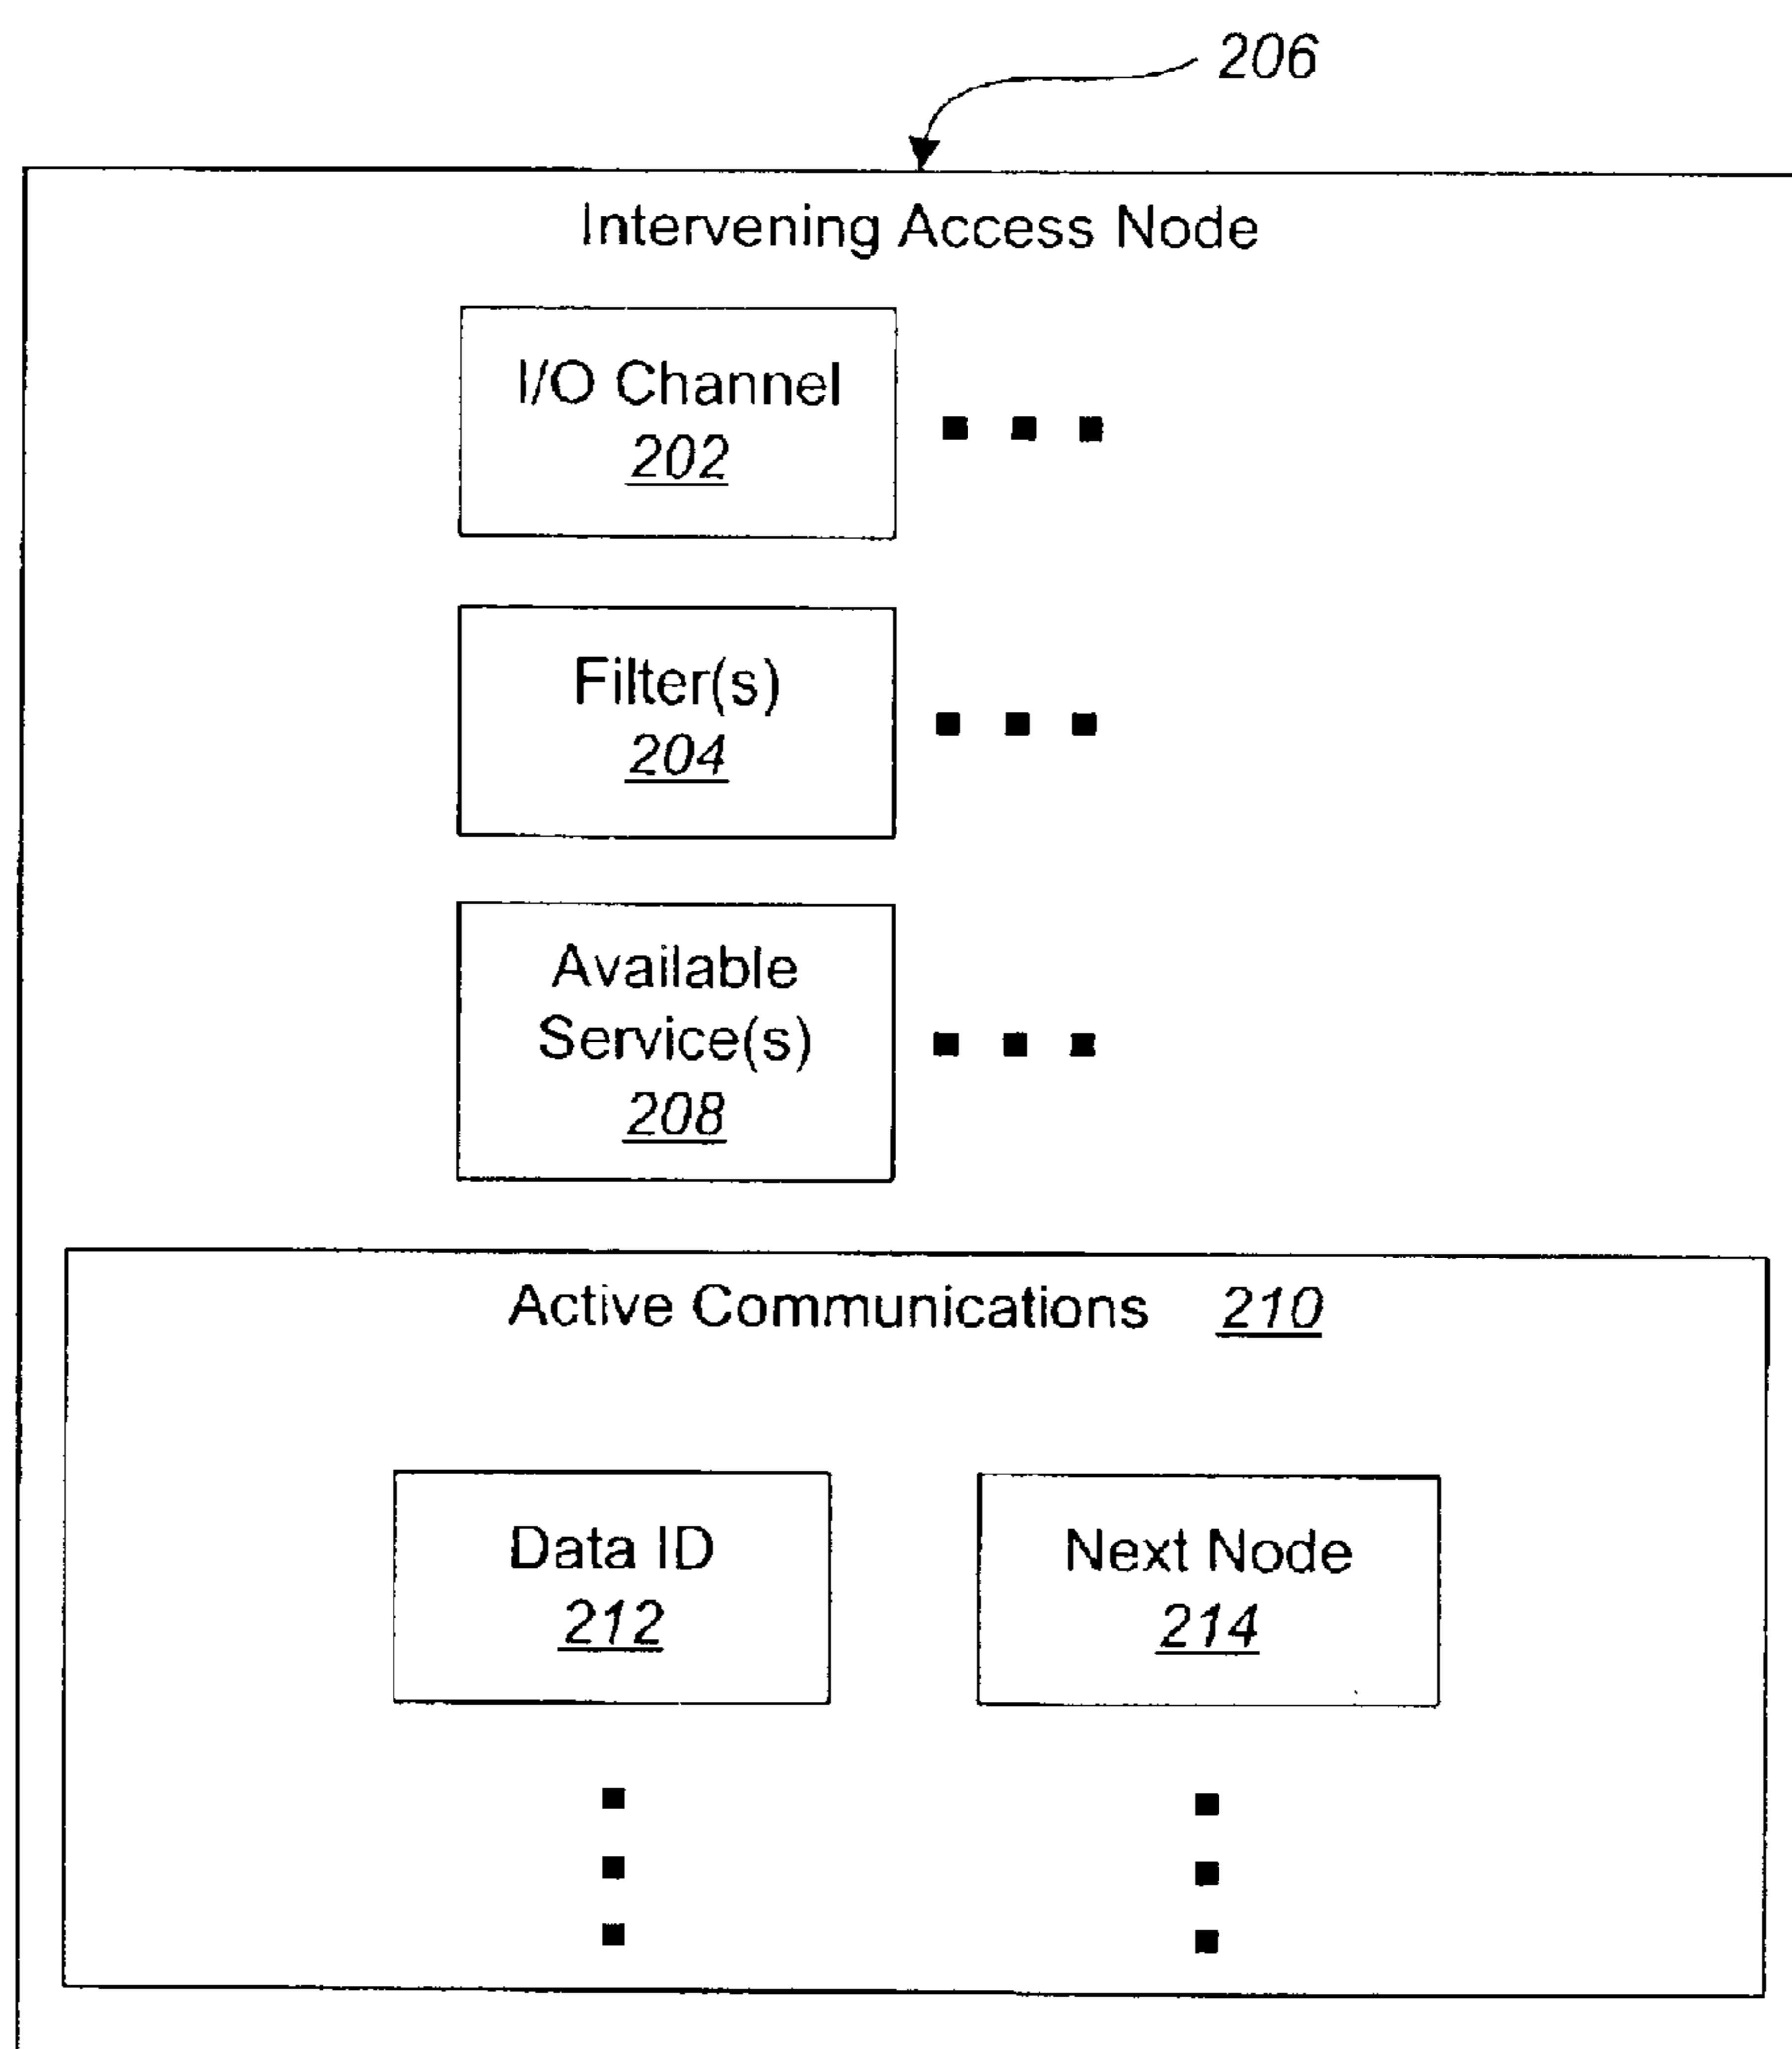 206
Intervening Access Node
I/O Channel
202
Filter(s)
204
Available
Service(s)
208
Active Communications 210
Data ID
212
Next Node
214